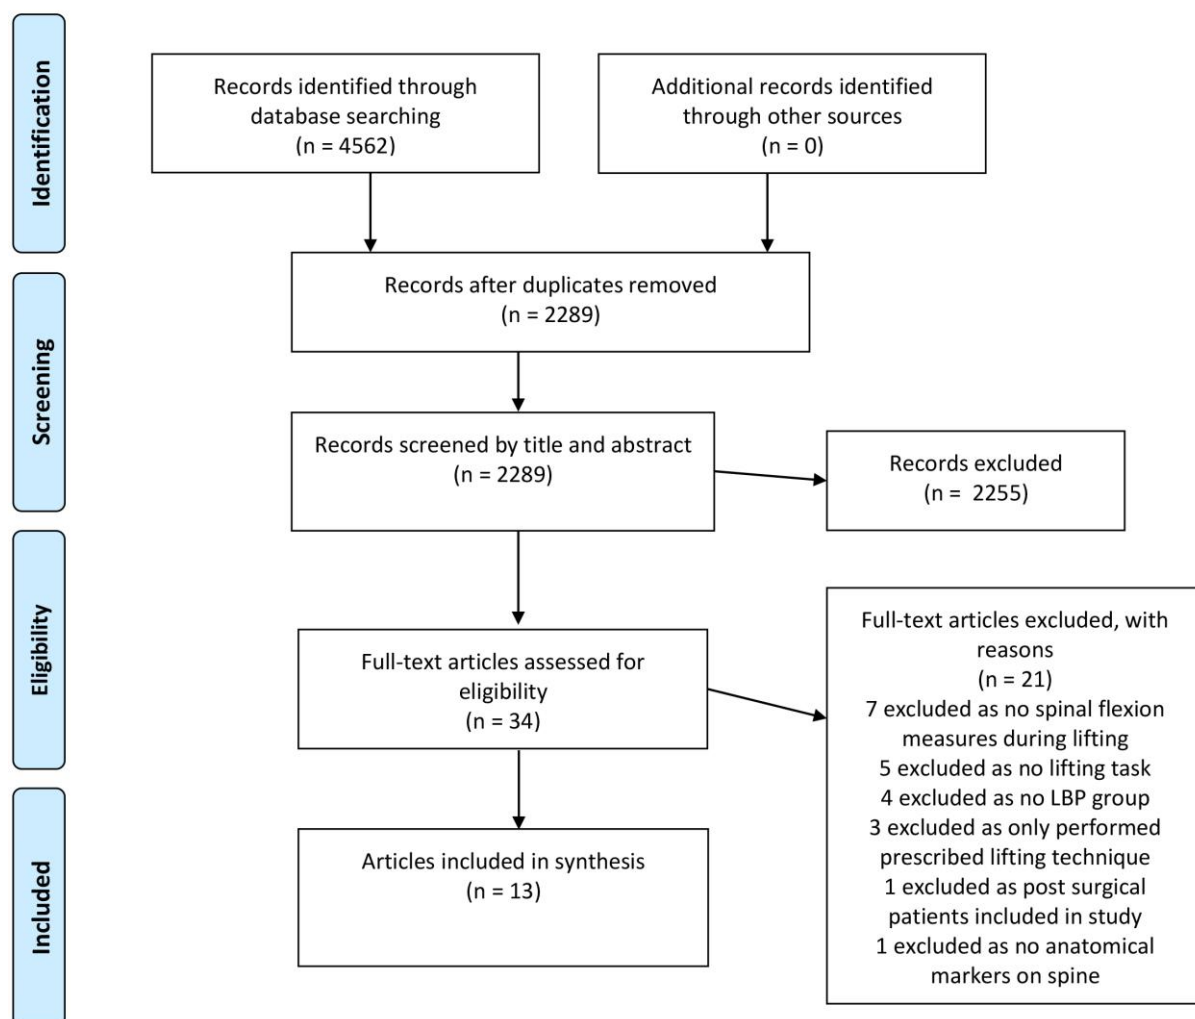 Identification
Records identified through
database searching
(n = 4562)
Additional records identified
through other sources
(n = 0)
Records after duplicates removed
(n = 2289)
Screening
Records screened by title and abstract
(n = 2289)
Records excluded
(n = 2255)
Eligibility
Full-text articles assessed for
eligibility
(n = 34)
Full-text articles excluded, with
reasons
(n = 21)
7 excluded as no spinal flexion
measures during lifting
5 excluded as no lifting task
4 excluded as no LBP group
3 excluded as only performed
prescribed lifting technique
1 excluded as post surgical
patients included in study
1 excluded as no anatomical
markers on spine
Included
Articles included in synthesis
(n = 13)